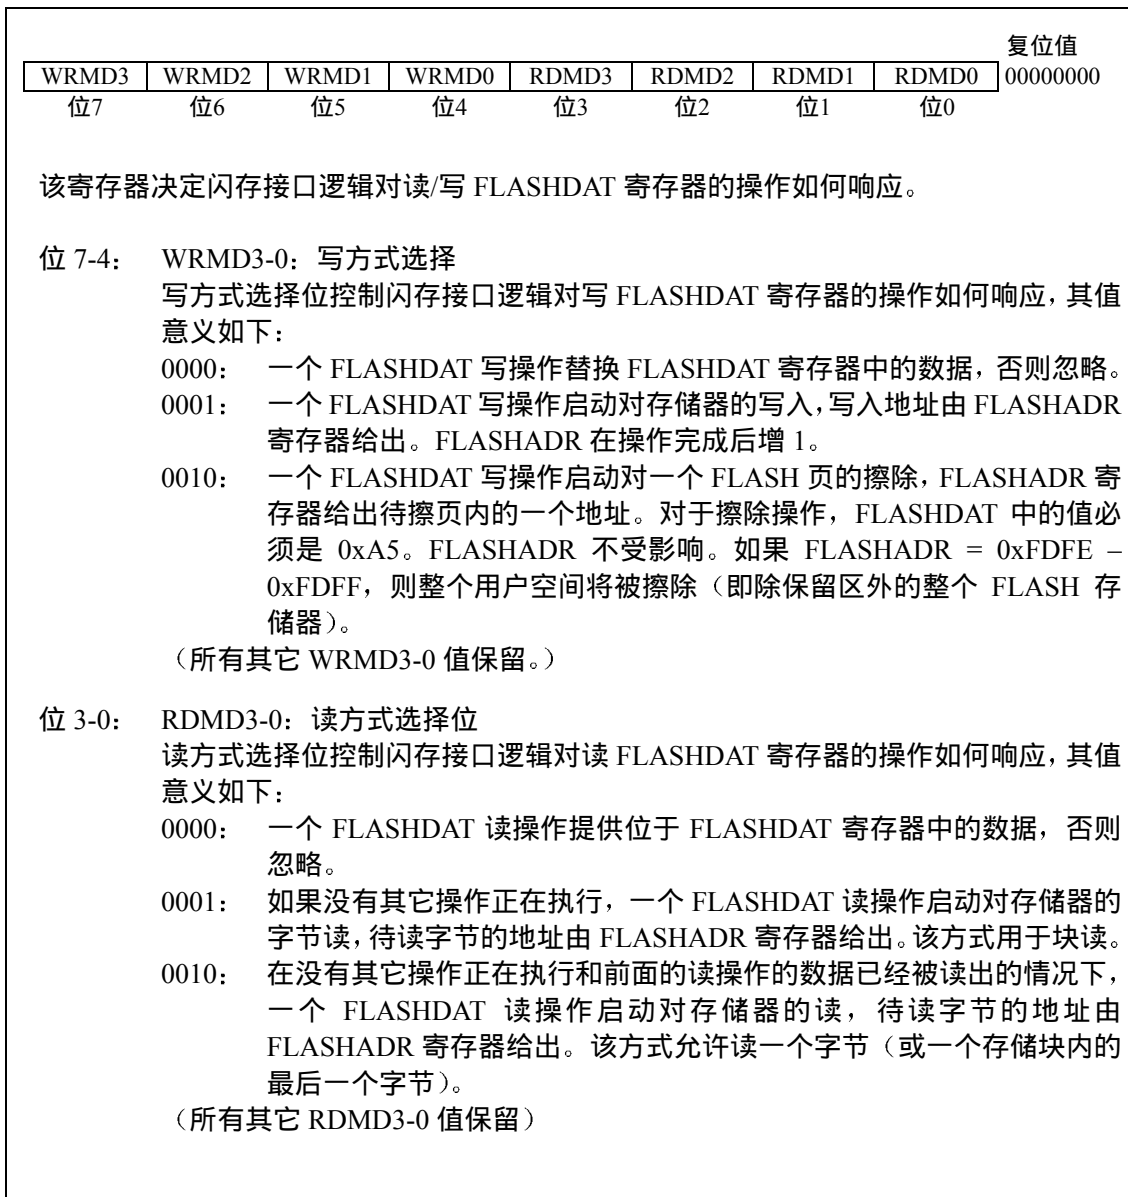 复位值
WRMD3 WRMD2 WRMD1 WRMD0 RDMD3 RDMD2 RDMD1 RDMD0 00000000
位7 位6 位5 位4 位3 位2 位1 位0
该寄存器决定闪存接口逻辑对读/写 FLASHDAT 寄存器的操作如何响应。
位 7-4： WRMD3-0：写方式选择
写方式选择位控制闪存接口逻辑对写 FLASHDAT 寄存器的操作如何响应，其值
意义如下：
0000： 一个 FLASHDAT 写操作替换 FLASHDAT 寄存器中的数据，否则忽略。
0001： 一个 FLASHDAT 写操作启动对存储器的写入，写入地址由 FLASHADR
寄存器给出。FLASHADR 在操作完成后增 1。
0010： 一个 FLASHDAT 写操作启动对一个 FLASH 页的擦除，FLASHADR 寄
存器给出待擦页内的一个地址。对于擦除操作，FLASHDAT 中的值必
须是 0xA5。FLASHADR 不受影响。如果 FLASHADR = 0xFDFE –
0xFDFF，则整个用户空间将被擦除（即除保留区外的整个 FLASH 存
储器）。
（所有其它 WRMD3-0 值保留。）
位 3-0： RDMD3-0：读方式选择位
读方式选择位控制闪存接口逻辑对读 FLASHDAT 寄存器的操作如何响应，其值
意义如下：
0000： 一个 FLASHDAT 读操作提供位于 FLASHDAT 寄存器中的数据，否则
忽略。
0001： 如果没有其它操作正在执行，一个 FLASHDAT 读操作启动对存储器的
字节读，待读字节的地址由 FLASHADR 寄存器给出。该方式用于块读。
0010： 在没有其它操作正在执行和前面的读操作的数据已经被读出的情况下，
一个 FLASHDAT 读操作启动对存储器的读，待读字节的地址由
FLASHADR 寄存器给出。该方式允许读一个字节（或一个存储块内的
最后一个字节）。
（所有其它 RDMD3-0 值保留）